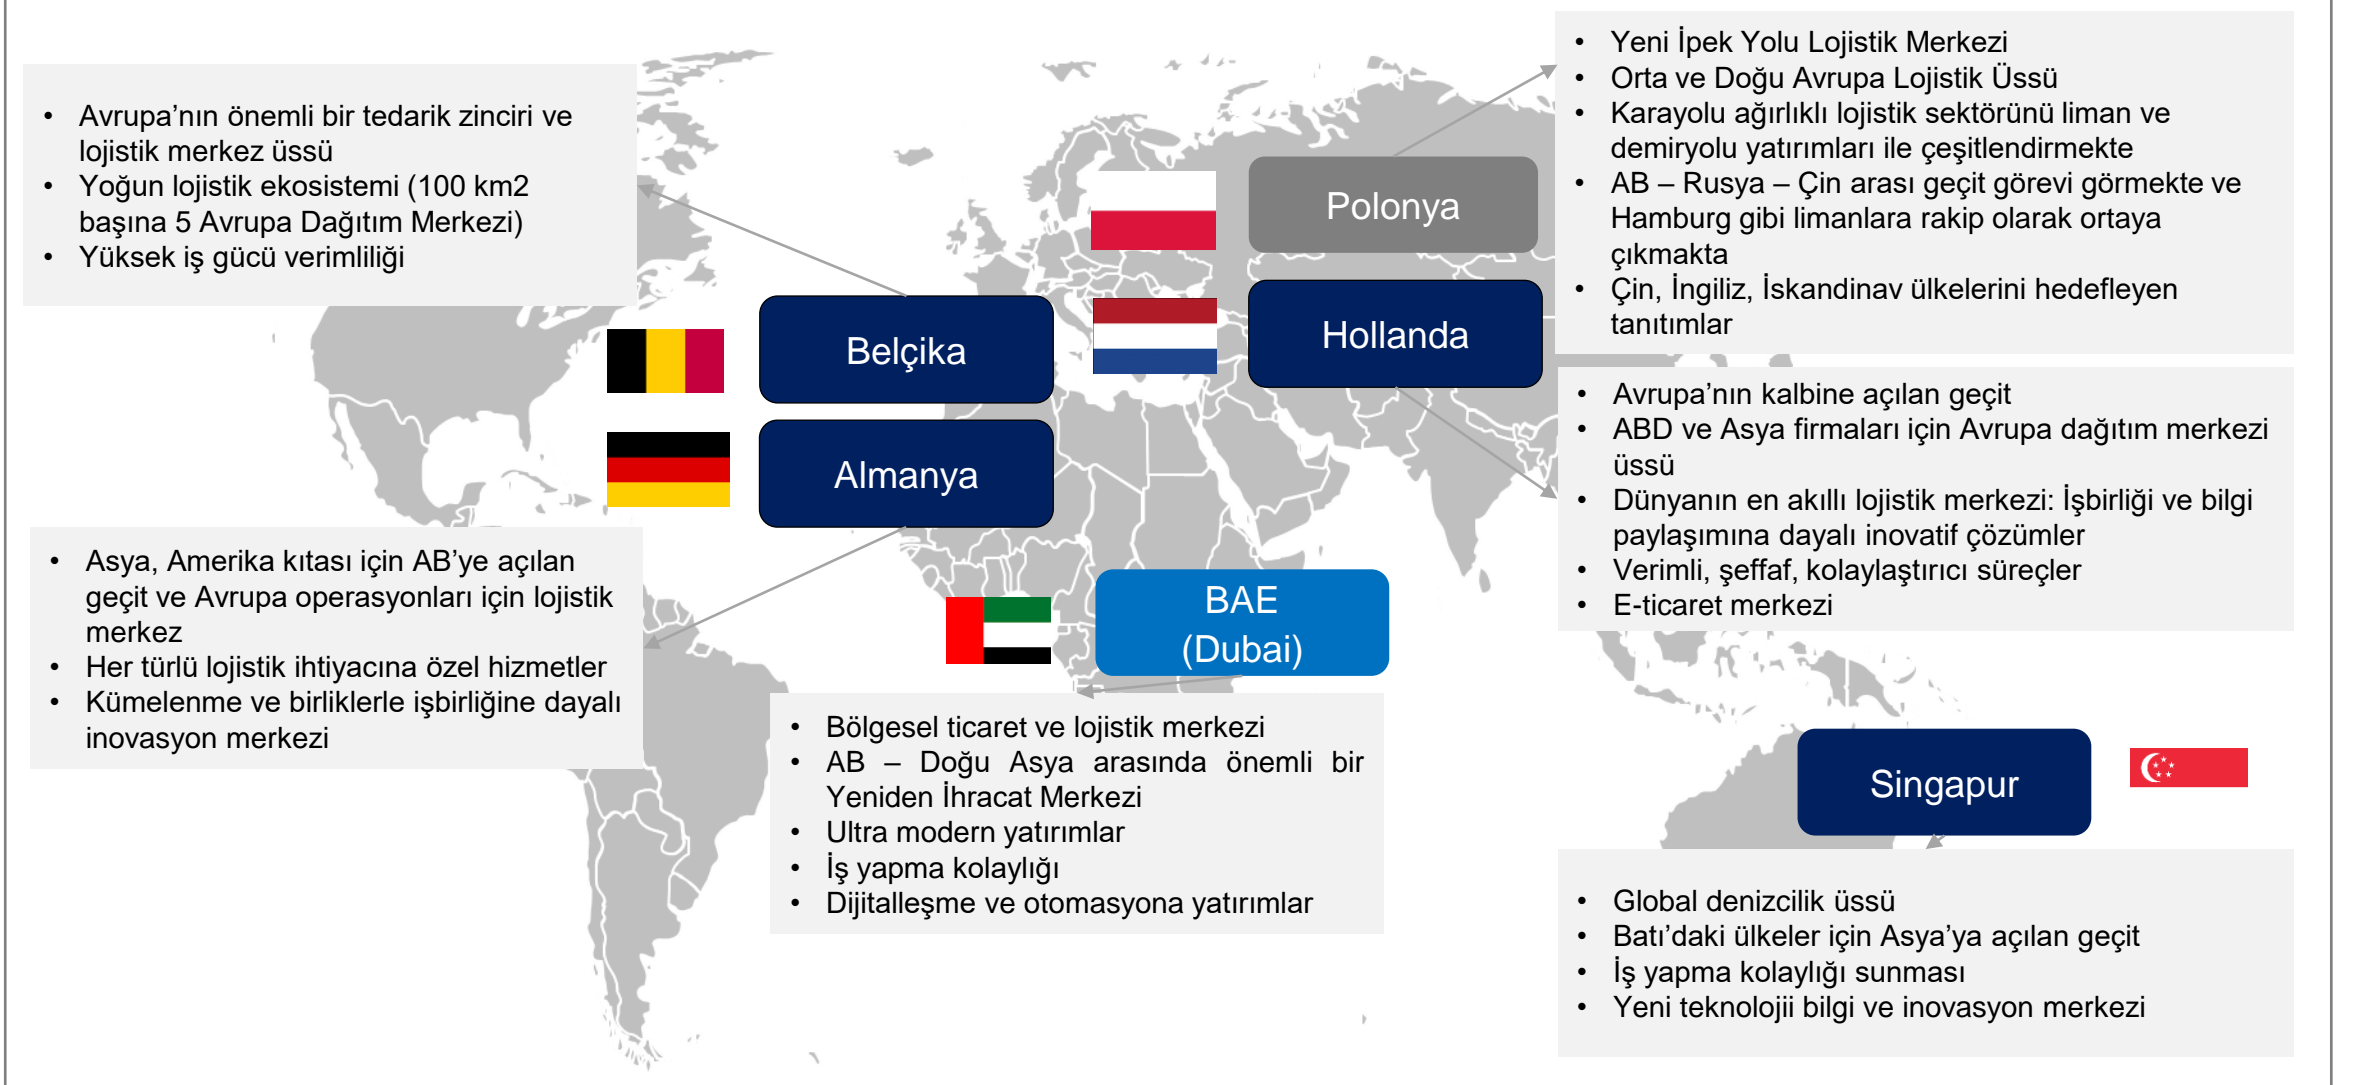 • Avrupa’nın önemli bir tedarik zinciri ve
lojistik merkez üssü
• Yoğun lojistik ekosistemi (100 km2
başına 5 Avrupa Dağıtım Merkezi)
• Yüksek iş gücü verimliliği
Belçika
Almanya
• Asya, Amerika kıtası için AB’ye açılan
geçit ve Avrupa operasyonları için lojistik
merkez
• Her türlü lojistik ihtiyacına özel hizmetler
• Kümelenme ve birliklerle işbirliğine dayalı
inovasyon merkezi
Polonya
• Yeni İpek Yolu Lojistik Merkezi
• Orta ve Doğu Avrupa Lojistik Üssü
• Karayolu ağırlıklı lojistik sektörünü liman ve
demiryolu yatırımları ile çeşitlendirmekte
• AB – Rusya – Çin arası geçit görevi görmekte ve
Hamburg gibi limanlara rakip olarak ortaya
çıkmakta
• Çin, İngiliz, İskandinav ülkelerini hedefleyen
tanıtımlar
Hollanda
• Avrupa’nın kalbine açılan geçit
• ABD ve Asya firmaları için Avrupa dağıtım merkezi
üssü
• Dünyanın en akıllı lojistik merkezi: İşbirliği ve bilgi
paylaşımına dayalı inovatif çözümler
• Verimli, şeffaf, kolaylaştırıcı süreçler
• E-ticaret merkezi
BAE
(Dubai)
• Bölgesel ticaret ve lojistik merkezi
• AB – Doğu Asya arasında önemli bir
Yeniden İhracat Merkezi
• Ultra modern yatırımlar
• İş yapma kolaylığı
• Dijitalleşme ve otomasyona yatırımlar
Singapur
• Global denizcilik üssü
• Batı’daki ülkeler için Asya’ya açılan geçit
• İş yapma kolaylığı sunması
• Yeni teknolojii bilgi ve inovasyon merkezi